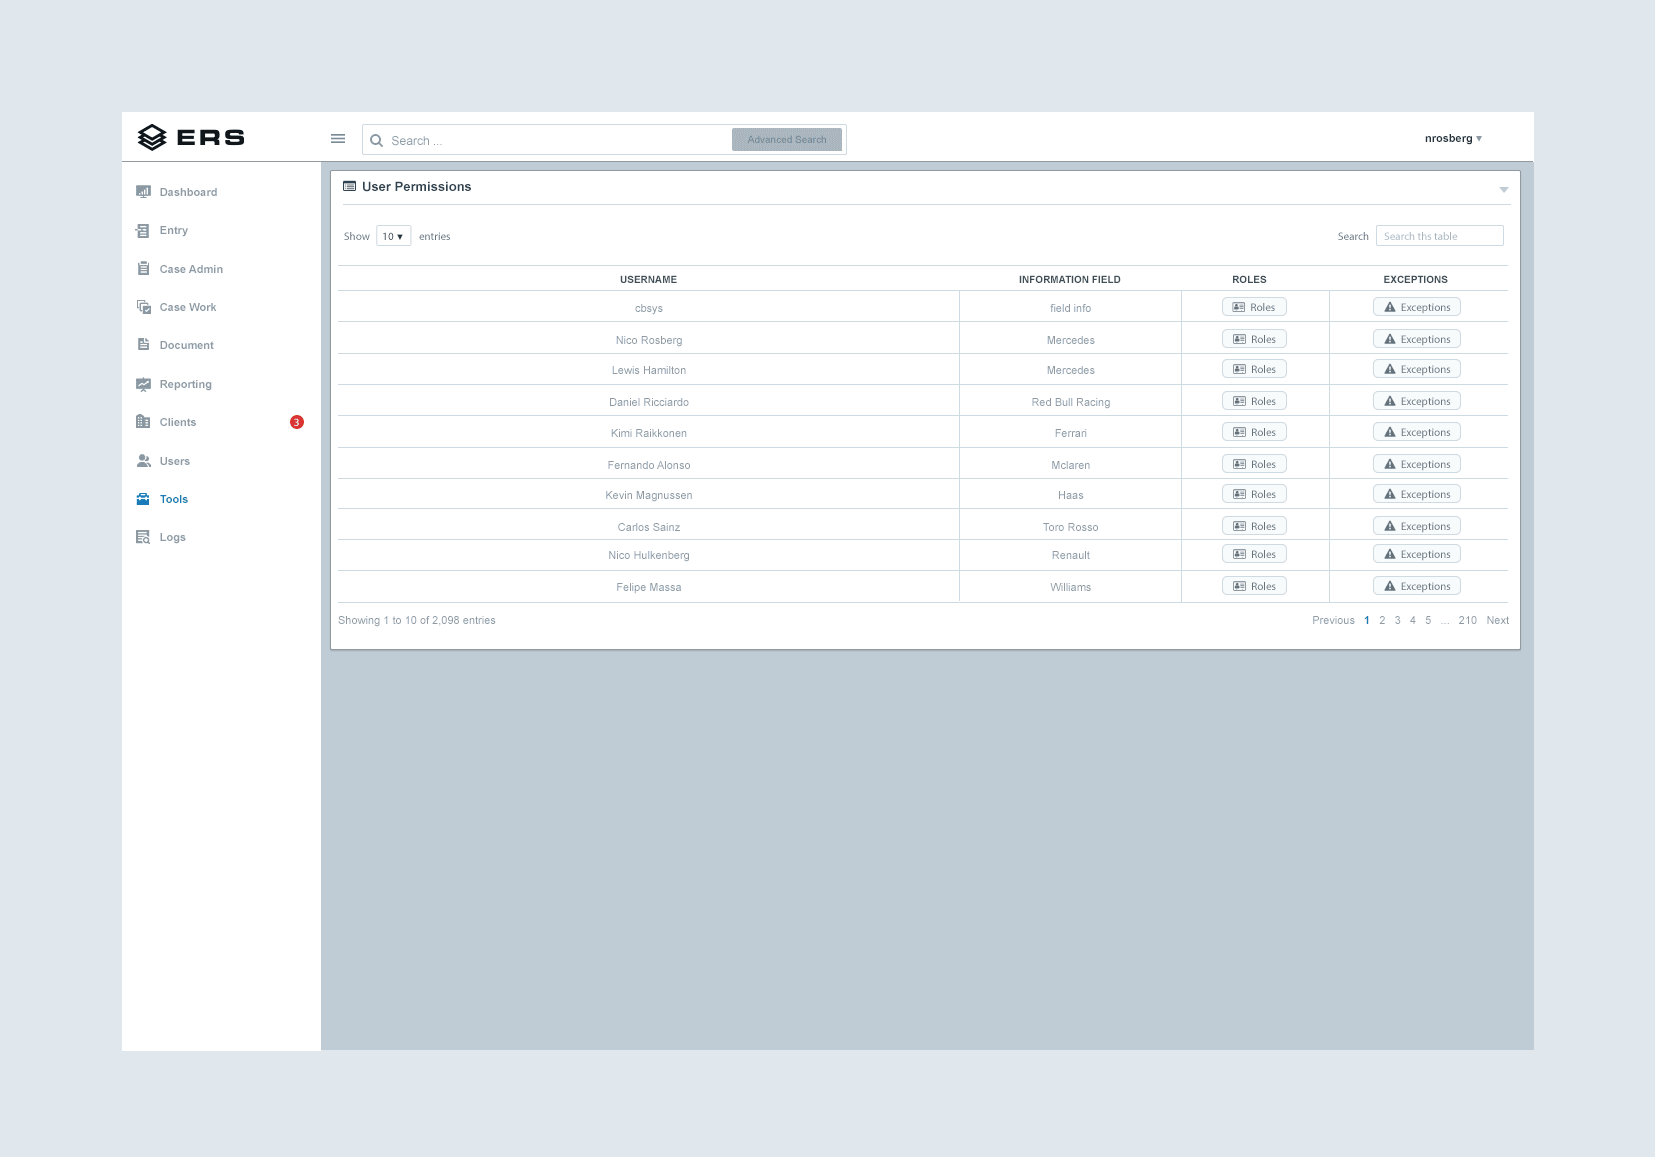 ERS
Search ...
Advanced Search
nrosberg
Dashboard
Entry
Case Admin
Case Work
Document
Reporting
Clients 3
Users
Tools
Logs
User Permissions
Show 10 entries
Search Search ths table
USERNAME INFORMATION FIELD ROLES EXCEPTIONS
cbsys field info Roles Exceptions
Nico Rosberg Mercedes Roles Exceptions
Lewis Hamilton Mercedes Roles Exceptions
Daniel Ricciardo Red Bull Racing Roles Exceptions
Kimi Raikkonen Ferrari Roles Exceptions
Fernando Alonso Mclaren Roles Exceptions
Kevin Magnussen Haas Roles Exceptions
Carlos Sainz Toro Rosso Roles Exceptions
Nico Hulkenberg Renault Roles Exceptions
Felipe Massa Williams Roles Exceptions
Showing 1 to 10 of 2,098 entries
Previous 1 2 3 4 5 ... 210 Next